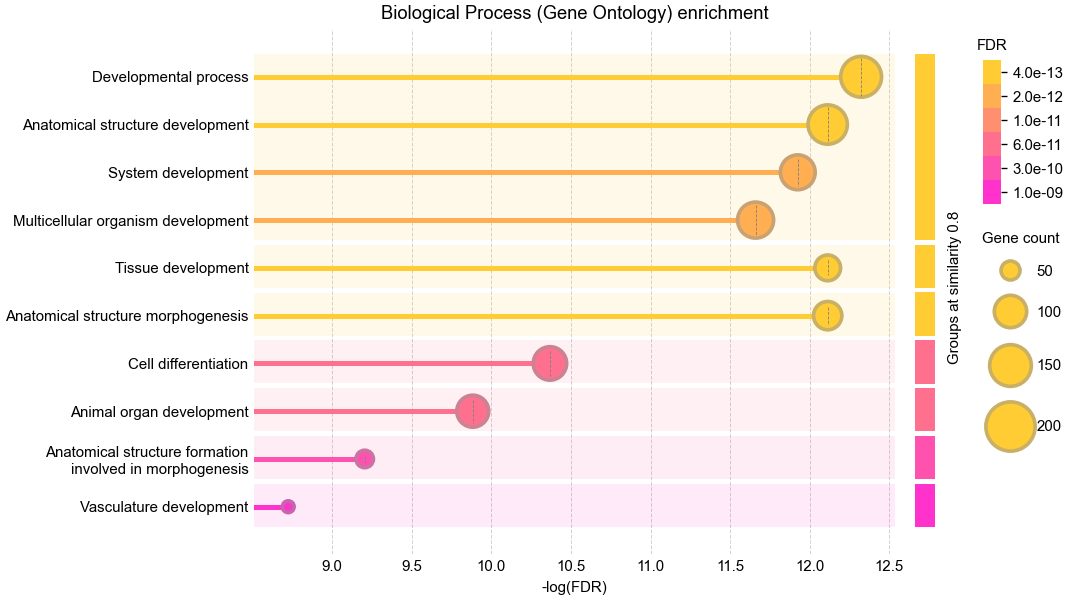 Biological Process (Gene Ontology) enrichment
Developmental process
Anatomical structure development
System development
Multicellular organism development
Tissue development
Anatomical structure morphogenesis
Cell differentiation
Animal organ development
Anatomical structure formation
involved in morphogenesis
Vasculature development
9.0 9.5 10.0 10.5 11.0 11.5 12.0 12.5
-log(FDR)
Groups at similarity 0.8
FDR
4.0e-13
2.0e-12
1.0e-11
6.0e-11
3.0e-10
1.0e-09
Gene count
50
100
150
200